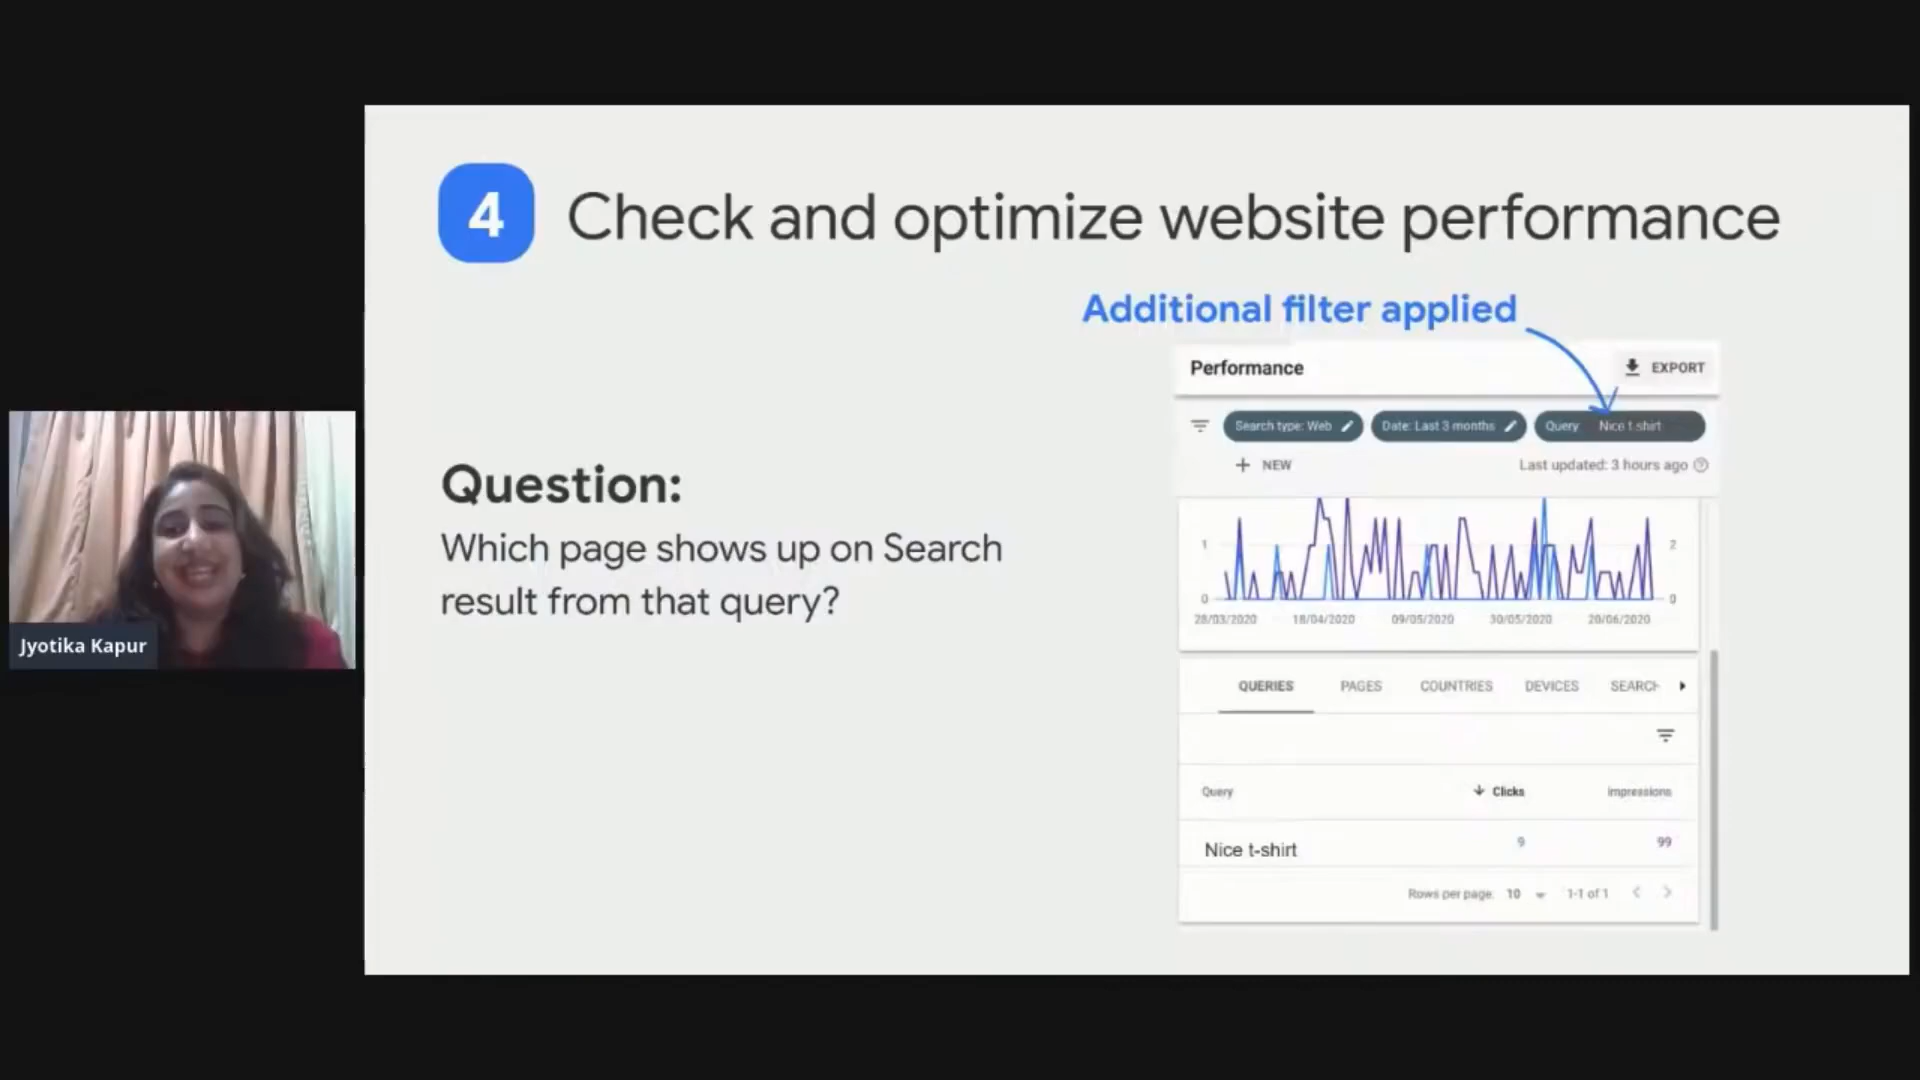 4 Check and optimize website performance
Additional filter applied
Performance
EXPORT
Search type: Web
Date: Last 3 months
Query Nice t-shirt
+ NEW
Last updated: 3 hours ago
1
2
0
0
28/03/2020 18/04/2020 09/05/2020 30/05/2020 20/06/2020
Question:
Which page shows up on Search
result from that query?
Jyotika Kapur
QUERIES PAGES COUNTRIES DEVICES SEARCH
Query Clicks Impressions
Nice t-shirt 9 99
Rows per page: 10 1-1 of 1